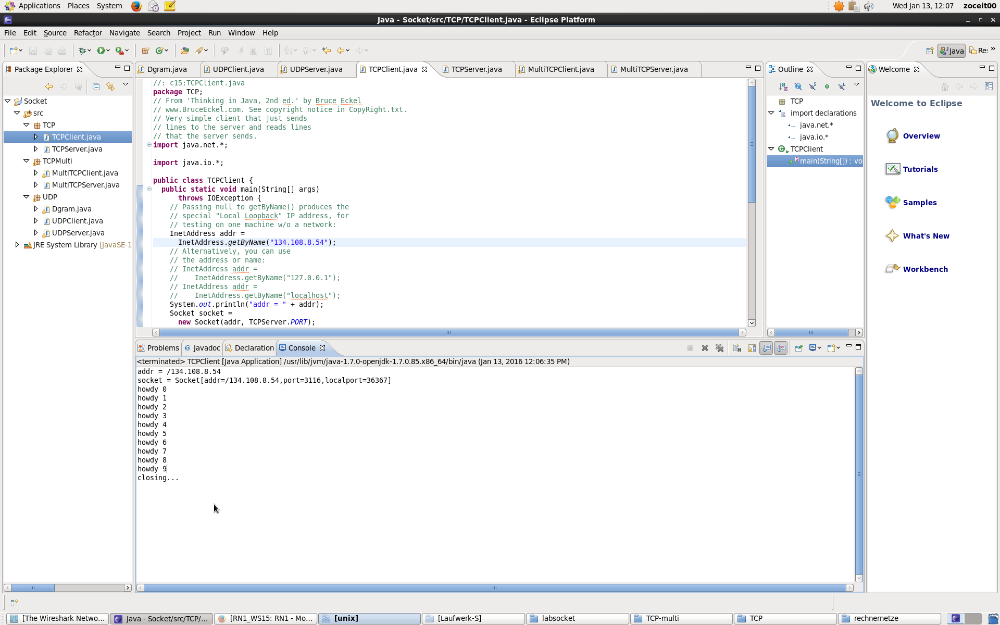 Applications Places System Wed Jan 13, 12:07 zoceit00
Java - Socket/src/TCP/TCPClient.java - Eclipse Platform
File Edit Source Refactor Navigate Search Project Run Window Help
Java Re:
Package Explorer
Socket
src
TCP
TCPClient.java
TCPServer.java
TCPMulti
MultiTCPClient.java
MultiTCPServer.java
UDP
Dgram.java
UDPClient.java
UDPServer.java
JRE System Library [JavaSE-1
Dgram.java UDPClient.java UDPServer.java TCPClient.java TCPServer.java MultiTCPClient.java MultiTCPServer.java
//: c15:TCPClient.java
package TCP;
// From 'Thinking in Java, 2nd ed.' by Bruce Eckel
// www.BruceEckel.com. See copyright notice in CopyRight.txt.
// Very simple client that just sends
// lines to the server and reads lines
// that the server sends.
import java.net.*;
import java.io.*;
public class TCPClient {
public static void main(String[] args)
throws IOException {
// Passing null to getByName() produces the
// special "Local Loopback" IP address, for
// testing on one machine w/o a network:
InetAddress addr =
InetAddress.getByName("134.108.8.54");
// Alternatively, you can use
// the address or name:
// InetAddress addr =
// InetAddress.getByName("127.0.0.1");
// InetAddress addr =
// InetAddress.getByName("localhost");
System.out.println("addr = " + addr);
Socket socket =
new Socket(addr, TCPServer.PORT);
Outline
TCP
import declarations
java.net.*
java.io.*
TCPClient
main(String[]) : vo
Welcome
Welcome to Eclipse
Overview
Tutorials
Samples
What's New
Workbench
Problems @ Javadoc Declaration Console
<terminated> TCPClient [Java Application] /usr/lib/jvm/java-1.7.0-openjdk-1.7.0.85.x86_64/bin/java (Jan 13, 2016 12:06:35 PM)
addr = /134.108.8.54
socket = Socket[addr=/134.108.8.54,port=3116,localport=36367]
howdy 0
howdy 1
howdy 2
howdy 3
howdy 4
howdy 5
howdy 6
howdy 7
howdy 8
howdy 9
closing...
[The Wireshark Netwo... Java - Socket/src/TCP/... [RN1_WS15: RN1 - Mo... [unix] [Laufwerk-S] labsocket TCP-multi TCP rechnernetze